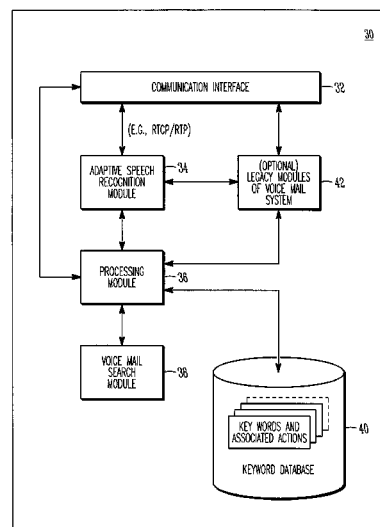 30
COMMUNICATION INTERFACE
32
(E.G., RTCP/RTP)
ADAPTIVE SPEECH
RECOGNITION
MODULE
34
(OPTIONAL)
LEGACY MODULES
OF VOICE MAIL
SYSTEM
42
PROCESSING
MODULE
36
VOICE MAIL
SEARCH
MODULE
38
KEY WORDS AND
ASSOCIATED ACTIONS
KEYWORD DATABASE
40